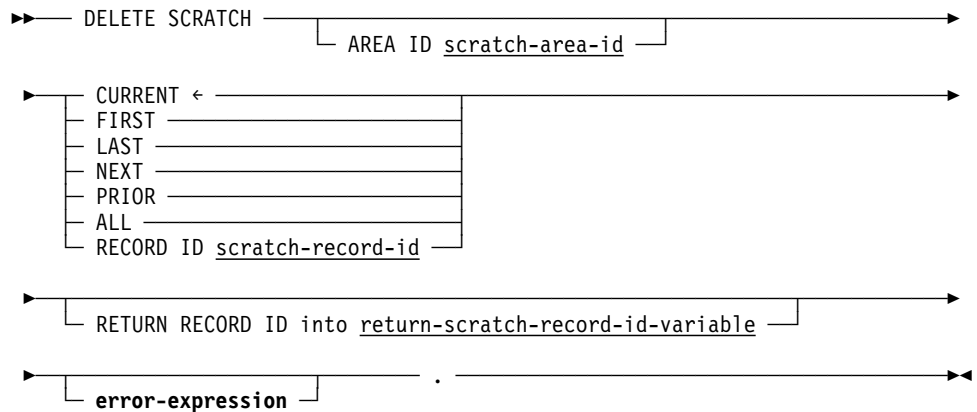 DELETE SCRATCH
AREA ID scratch-area-id
CURRENT ←
FIRST
LAST
NEXT
PRIOR
ALL
RECORD ID scratch-record-id
RETURN RECORD ID into return-scratch-record-id-variable
.
error-expression